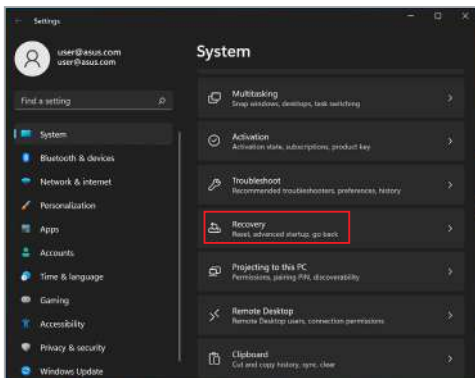 Settings
user@asus.com
user@asus.com
Find a setting
System
Bluetooth & devices
Network & internet
Personalization
Apps
Accounts
Time & language
Gaming
Accessibility
Privacy & security
Windows Update
System
Multitasking
Snap windows, desktops, task switching
Activation
Activation state, subscriptions, product key
Troubleshoot
Recommended troubleshooters, preferences, history
Recovery
Reset, advanced startup, go back
Projecting to this PC
Permissions, pairing PIN, discoverability
Remote Desktop
Remote Desktop users, connection permissions
Clipboard
Cut and copy history, sync, clear